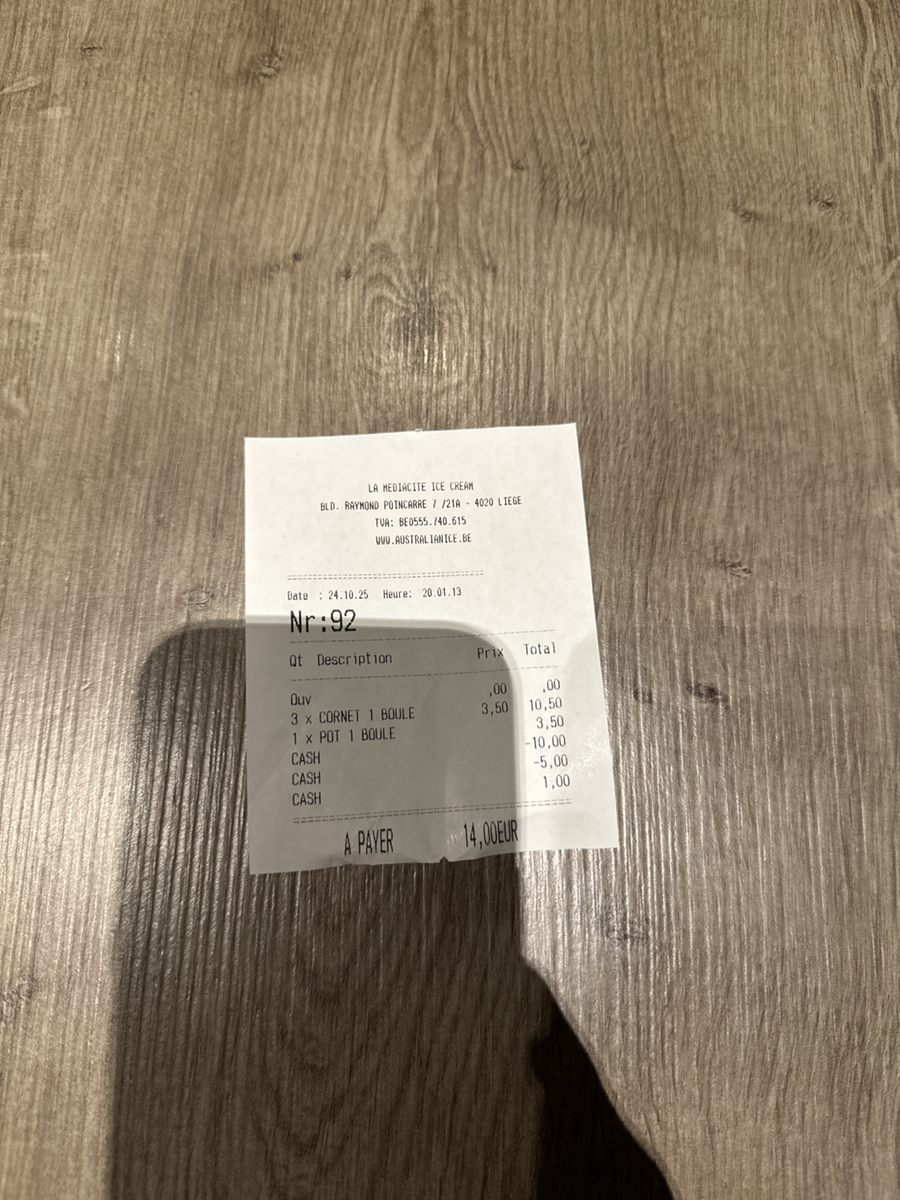 LA MEDIACITE ICE CREAM
BLD. RAYMOND POINCARRE 7 /21A - 4020 LIEGE
TVA: BE0555./40.615
WWW.AUSTRALIANICE.BE
Date : 24.10.25 Heure: 20.01.13
Nr:92
Qt Description Prix Total
Ouv ,00 ,00
3 x CORNET 1 BOULE 3,50 10,50
1 x POT 1 BOULE 3,50
CASH -10,00
CASH -5,00
CASH 1,00
A PAYER 14,00EUR